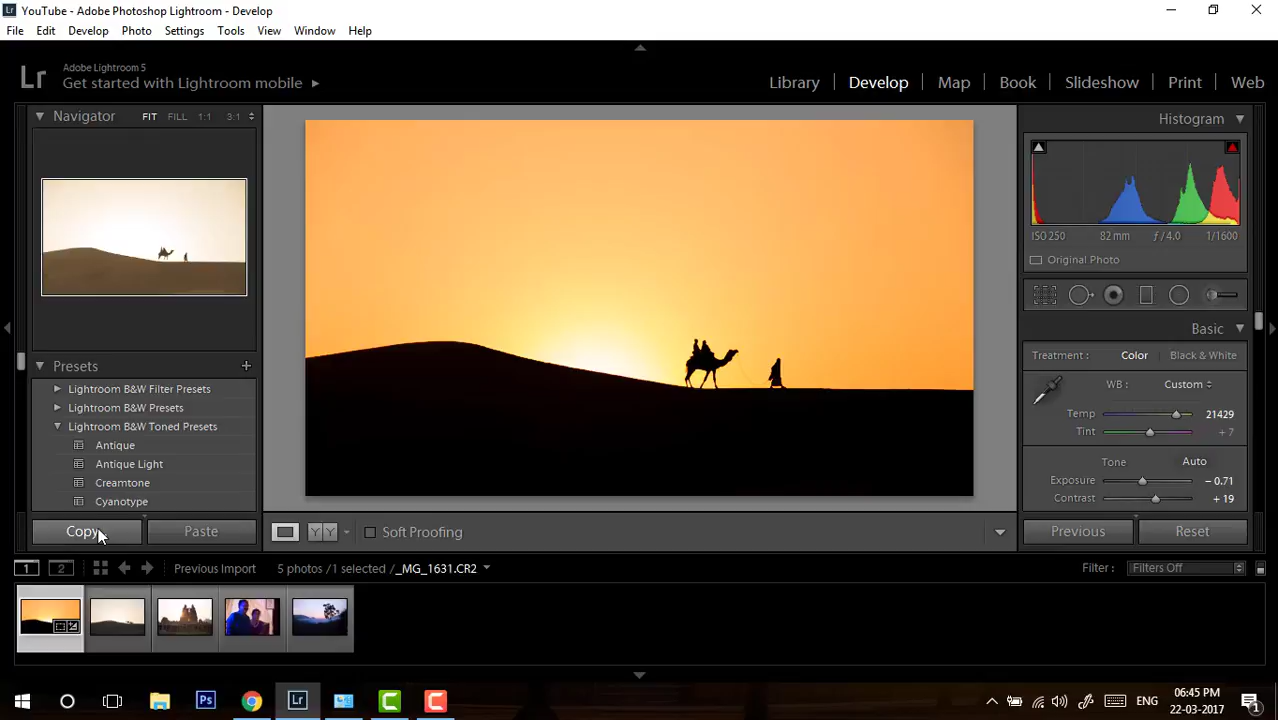 YouTube - Adobe Photoshop Lightroom - Develop
File Edit Develop Photo Settings Tools View Window Help
Lr Adobe Lightroom 5
Get started with Lightroom mobile
Library Develop Map Book Slideshow Print Web
Navigator FIT FILL 1:1 3:1
Histogram
ISO 250 82 mm ƒ / 4.0 1/1600
Original Photo
Basic
Treatment : Color Black & White
WB : Custom
Temp 21429
Tint + 7
Tone Auto
Exposure – 0.71
Contrast + 19
Presets +
Lightroom B&W Filter Presets
Lightroom B&W Presets
Lightroom B&W Toned Presets
Antique
Antique Light
Creamtone
Cyanotype
Copy Paste
Y Y Soft Proofing
Previous Reset
1 2 Previous Import 5 photos / 1 selected / _MG_1631.CR2 Filter : Filters Off
Ps Lr C C
ENG 06:45 PM
22-03-2017
1